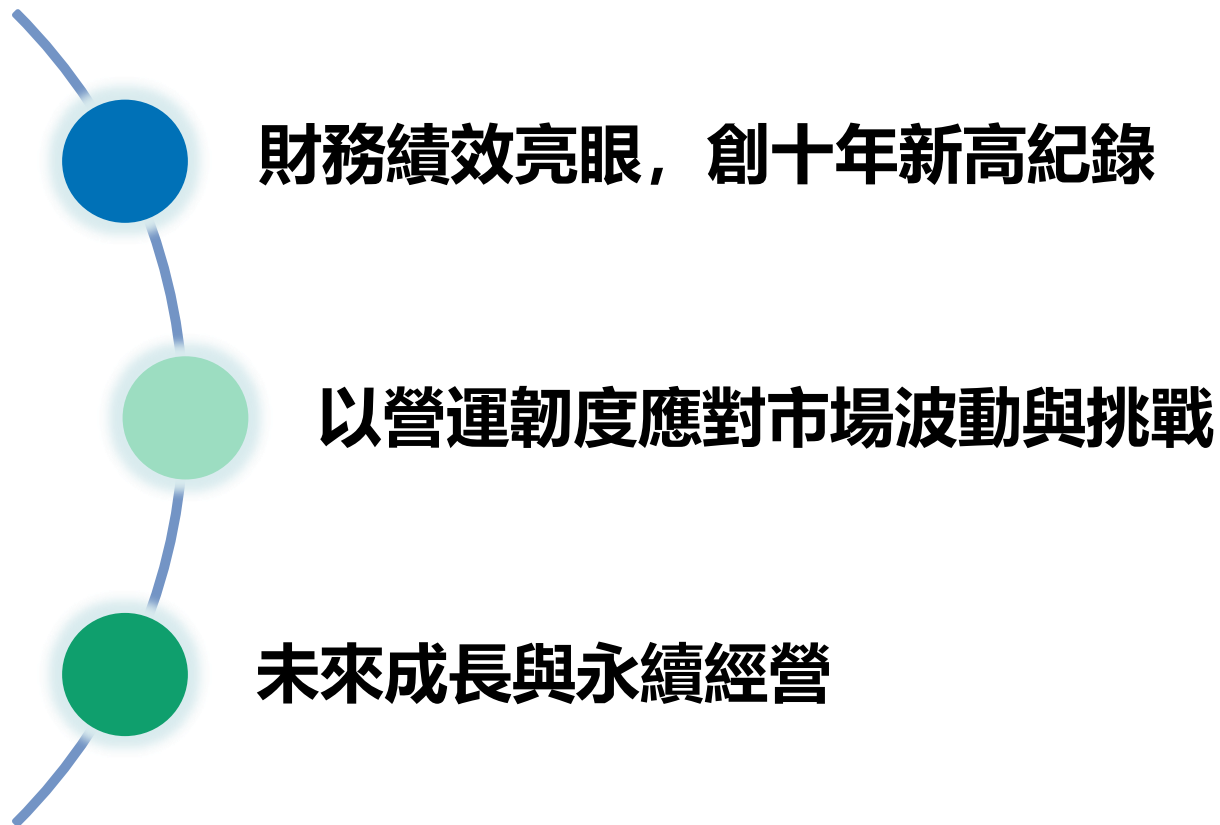 財務績效亮眼，創十年新高紀錄
以營運韌度應對市場波動與挑戰
未來成長與永續經營